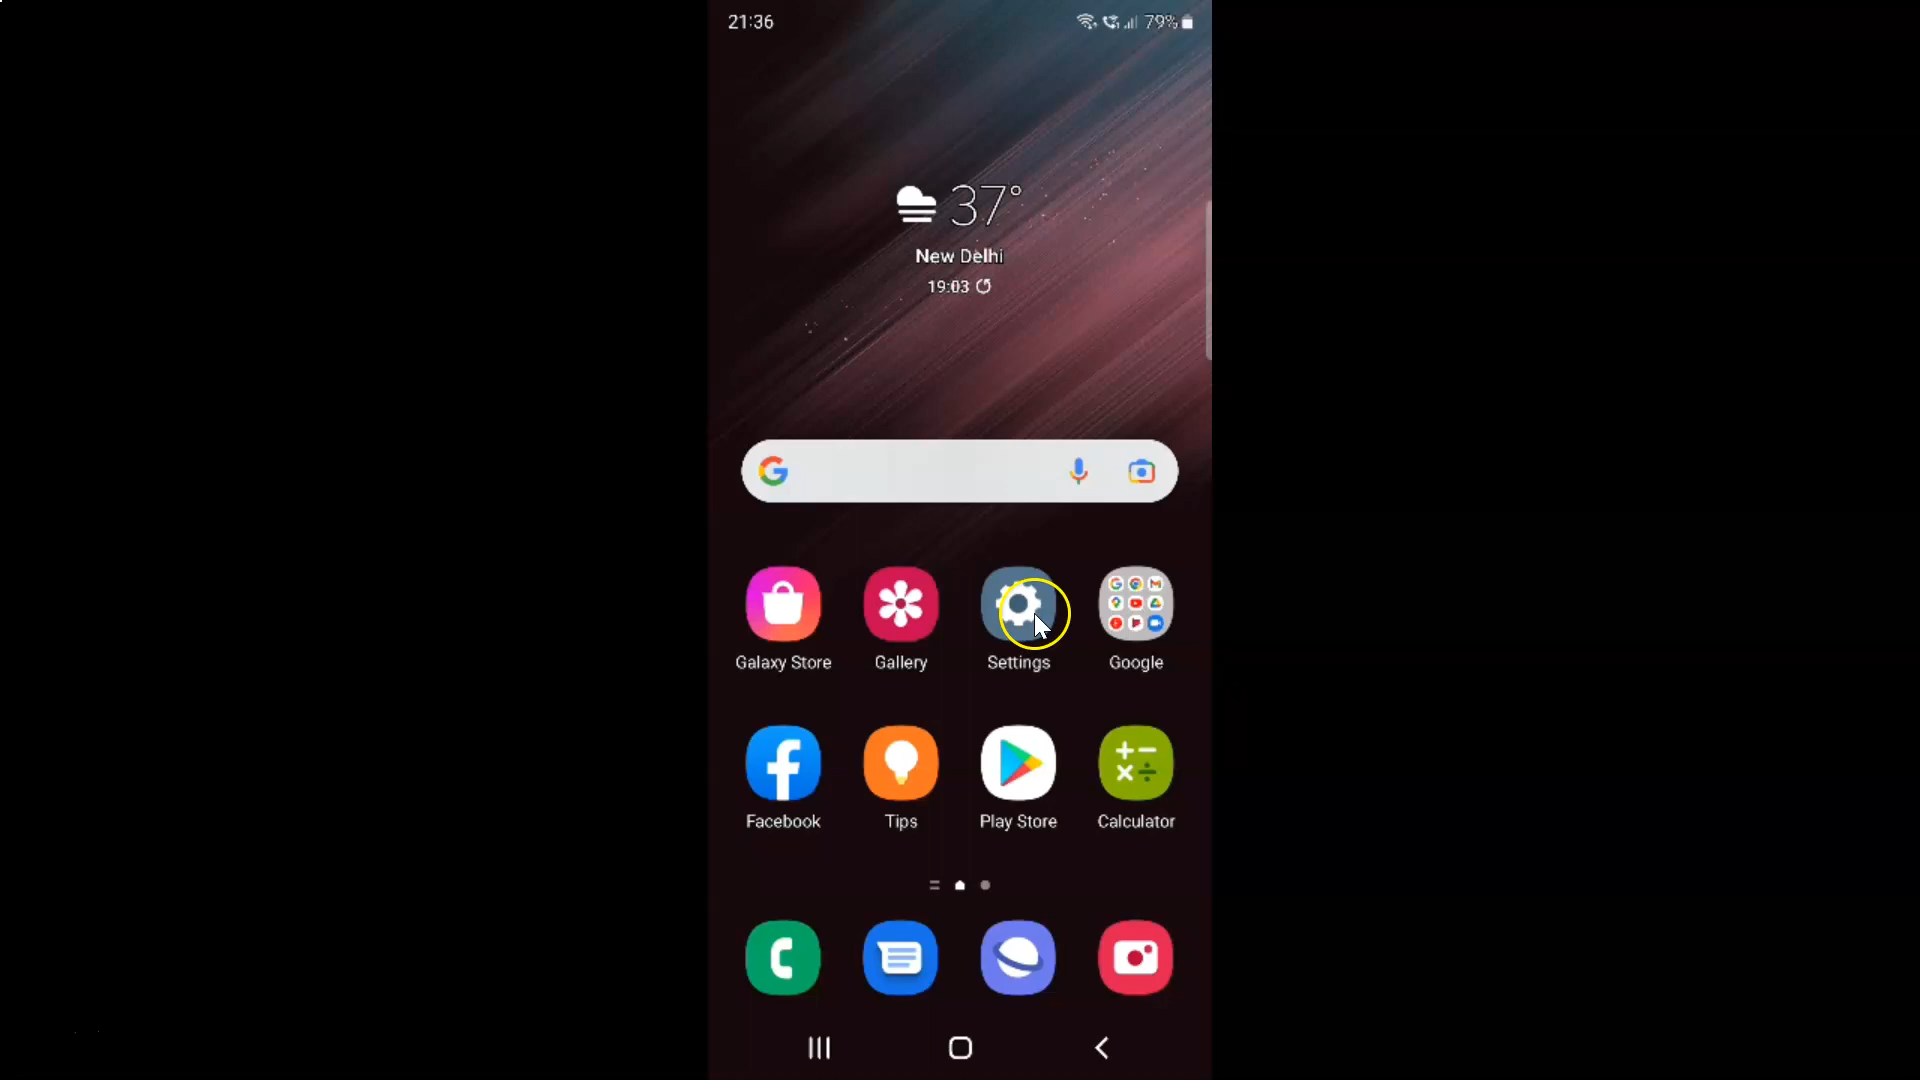 21:36
79%
37°
New Delhi
19:03
Galaxy Store
Gallery
Settings
Google
Facebook
Tips
Play Store
Calculator